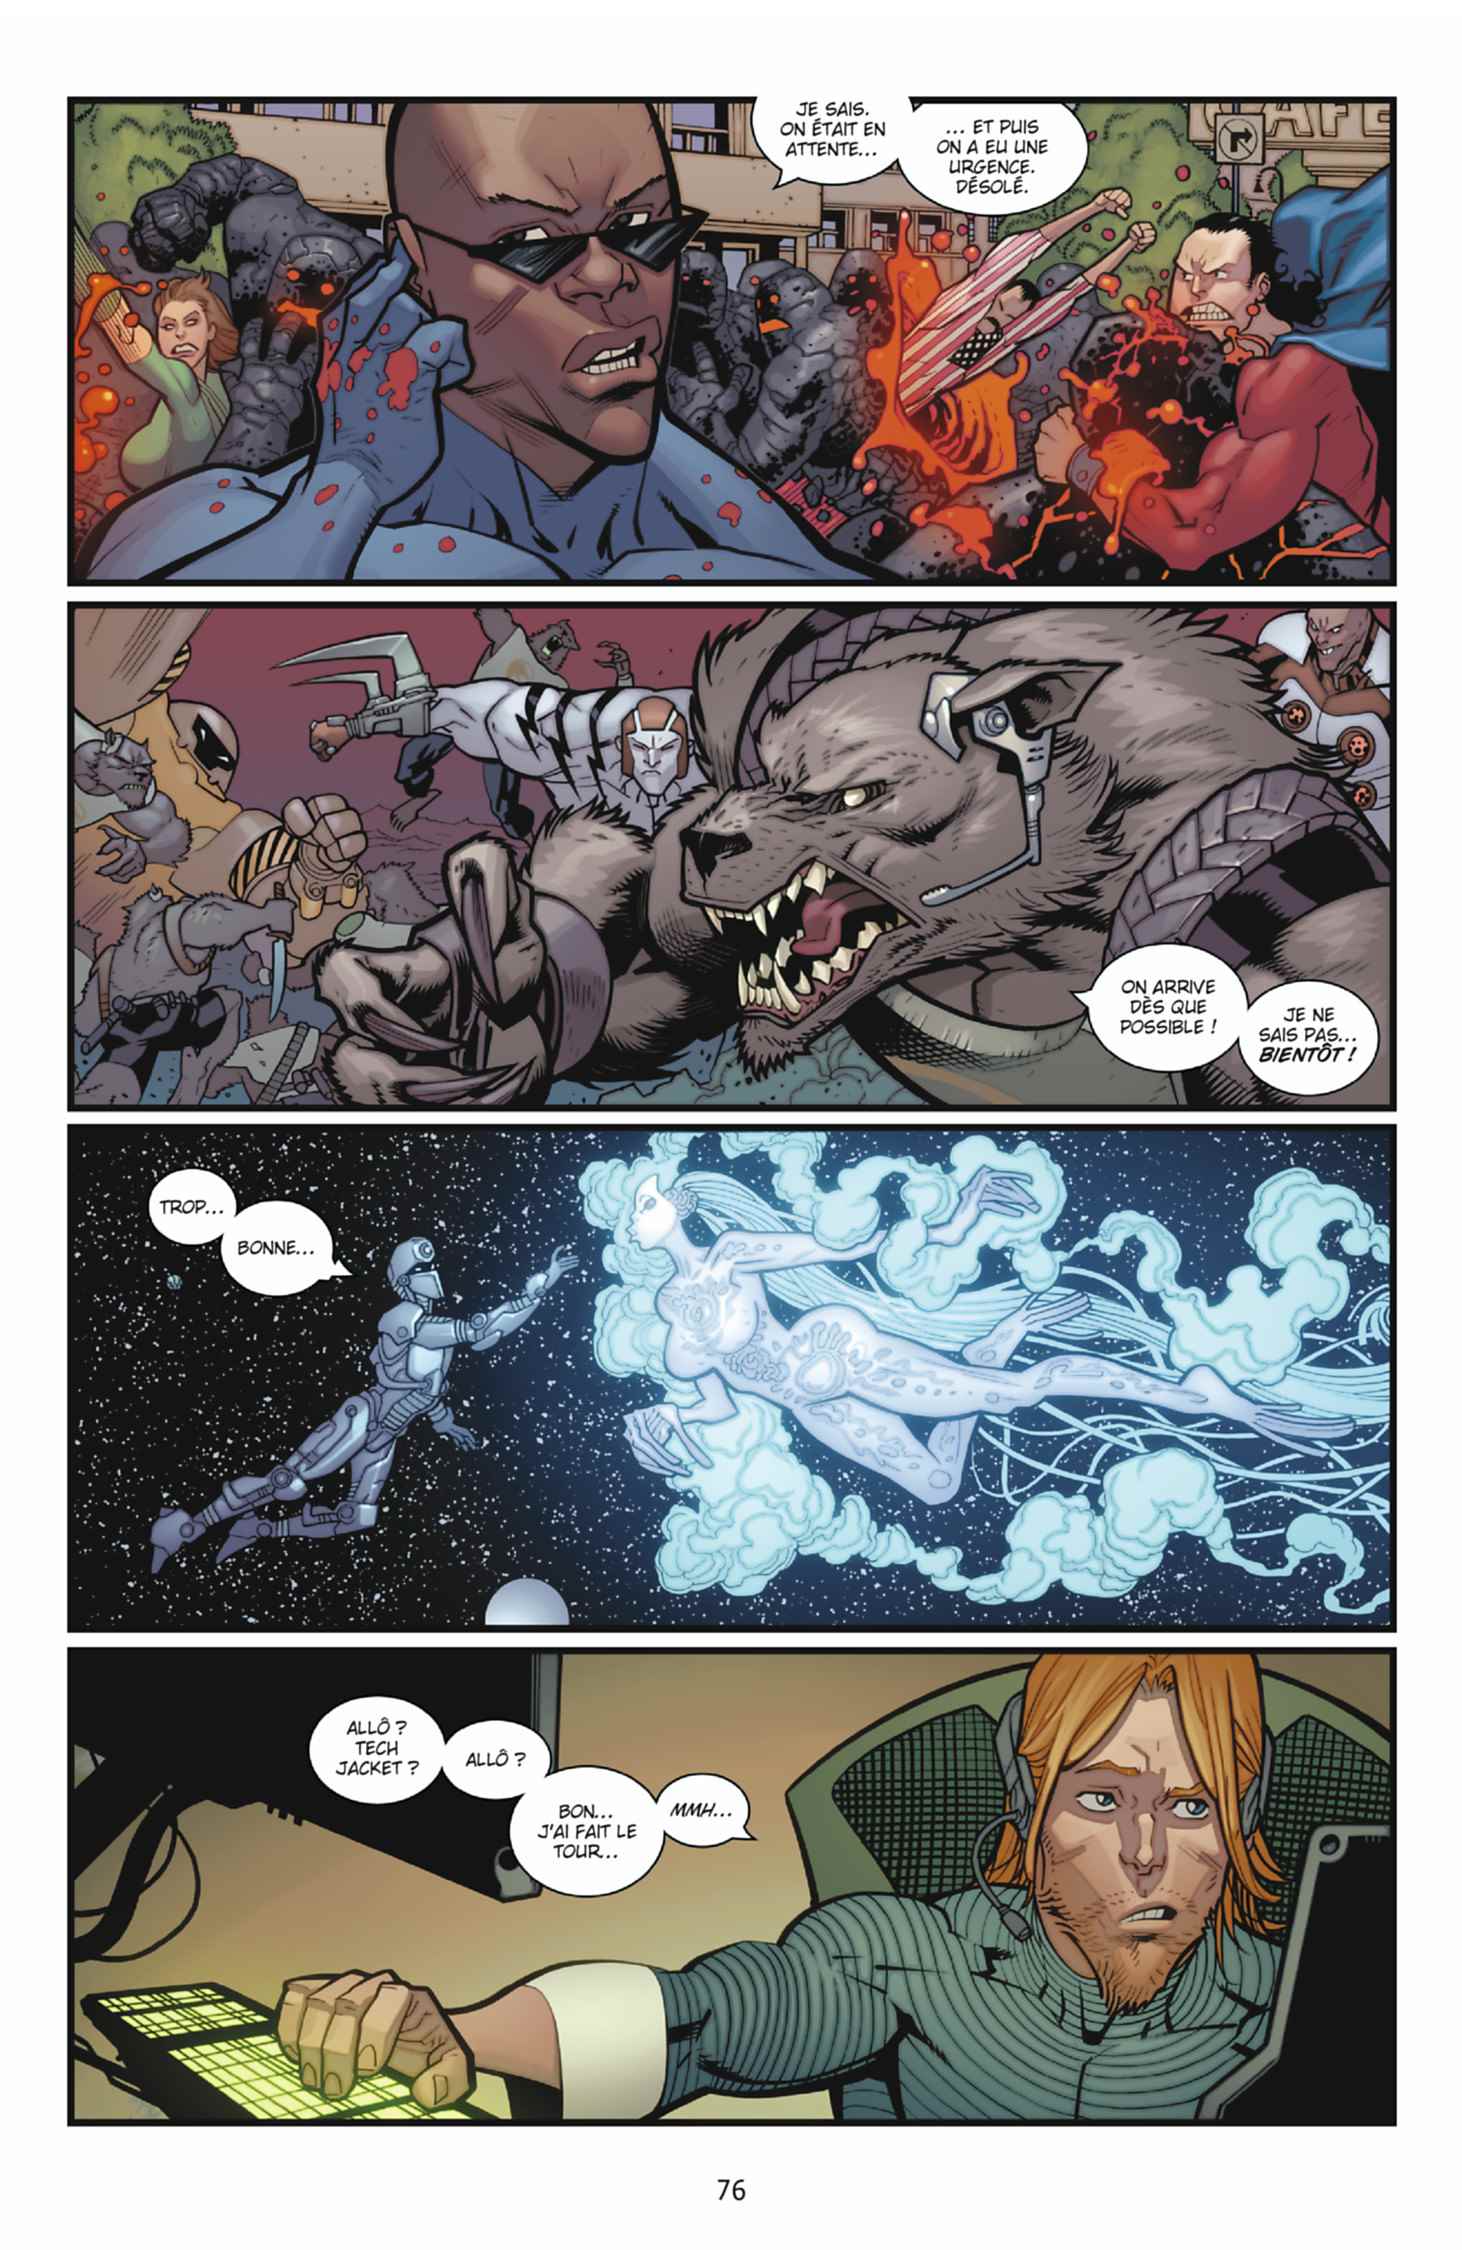 JE SAIS.
ON ÉTAIT EN
ATTENTE...
... ET PUIS
ON A EU UNE
URGENCE.
DÉSOLÉ.
CAFE
ON ARRIVE
DÈS QUE
POSSIBLE !
JE NE
SAIS PAS...
BIENTÔT !
TROP...
BONNE...
ALLÔ ?
TECH
JACKET ?
ALLÔ ?
BON...
J'AI FAIT LE
TOUR...
MMH...
76